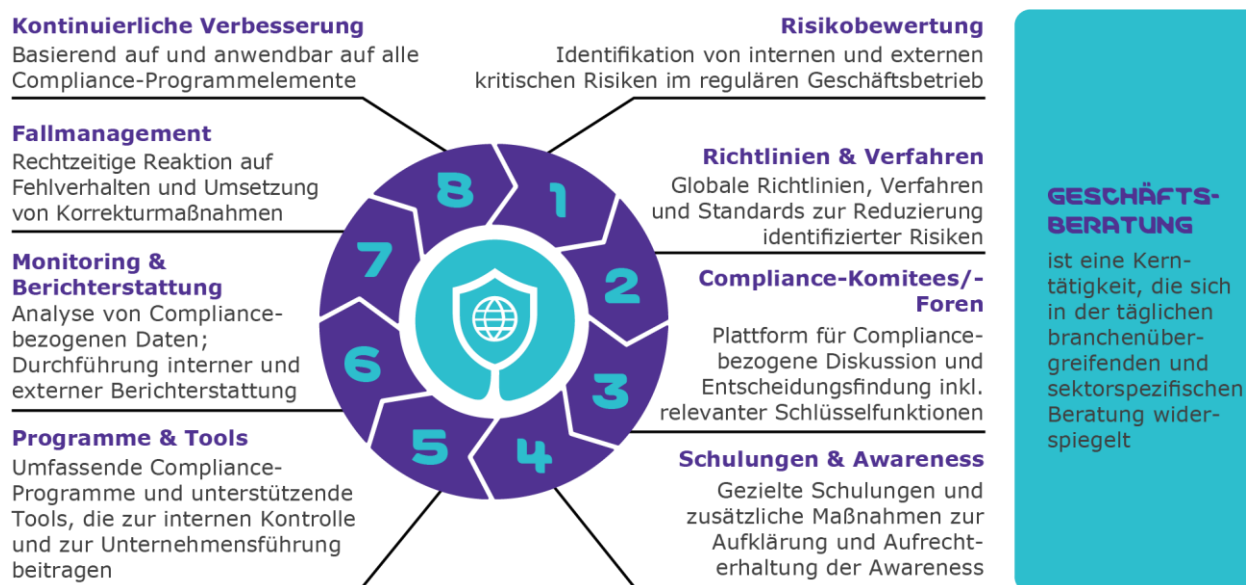 Kontinuierliche Verbesserung
Basierend auf und anwendbar auf alle
Compliance-Programmelemente
Fallmanagement
Rechtzeitige Reaktion auf
Fehlverhalten und Umsetzung
von Korrekturmaßnahmen
Monitoring &
Berichterstattung
Analyse von Compliance-
bezogenen Daten;
Durchführung interner und
externer Berichterstattung
Programme & Tools
Umfassende Compliance-
Programme und unterstützende
Tools, die zur internen Kontrolle
und zur Unternehmensführung
beitragen
8
1
7
2
6
3
5
4
Risikobewertung
Identifikation von internen und externen
kritischen Risiken im regulären Geschäftsbetrieb
Richtlinien & Verfahren
Globale Richtlinien, Verfahren
und Standards zur Reduzierung
identifizierter Risiken
Compliance-Komitees/-
Foren
Plattform für Compliance-
bezogene Diskussion und
Entscheidungsfindung inkl.
relevanter Schlüsselfunktionen
Schulungen & Awareness
Gezielte Schulungen und
zusätzliche Maßnahmen zur
Aufklärung und Aufrecht-
erhaltung der Awareness
GESCHÄFTS-
BERATUNG
ist eine Kern-
tätigkeit, die sich
in der täglichen
branchenüber-
greifenden und
sektorspezifischen
Beratung wider-
spiegelt